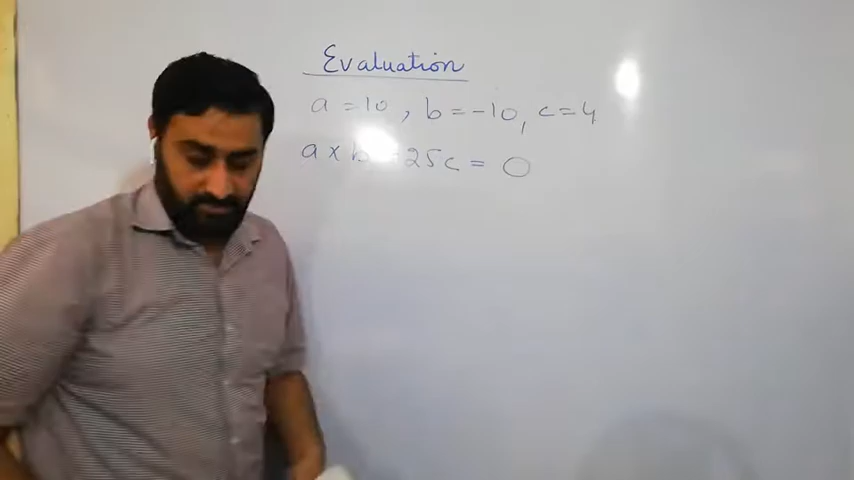 Evaluation
a = 10 , b = -10 , c = 4
a x b 25c = 0